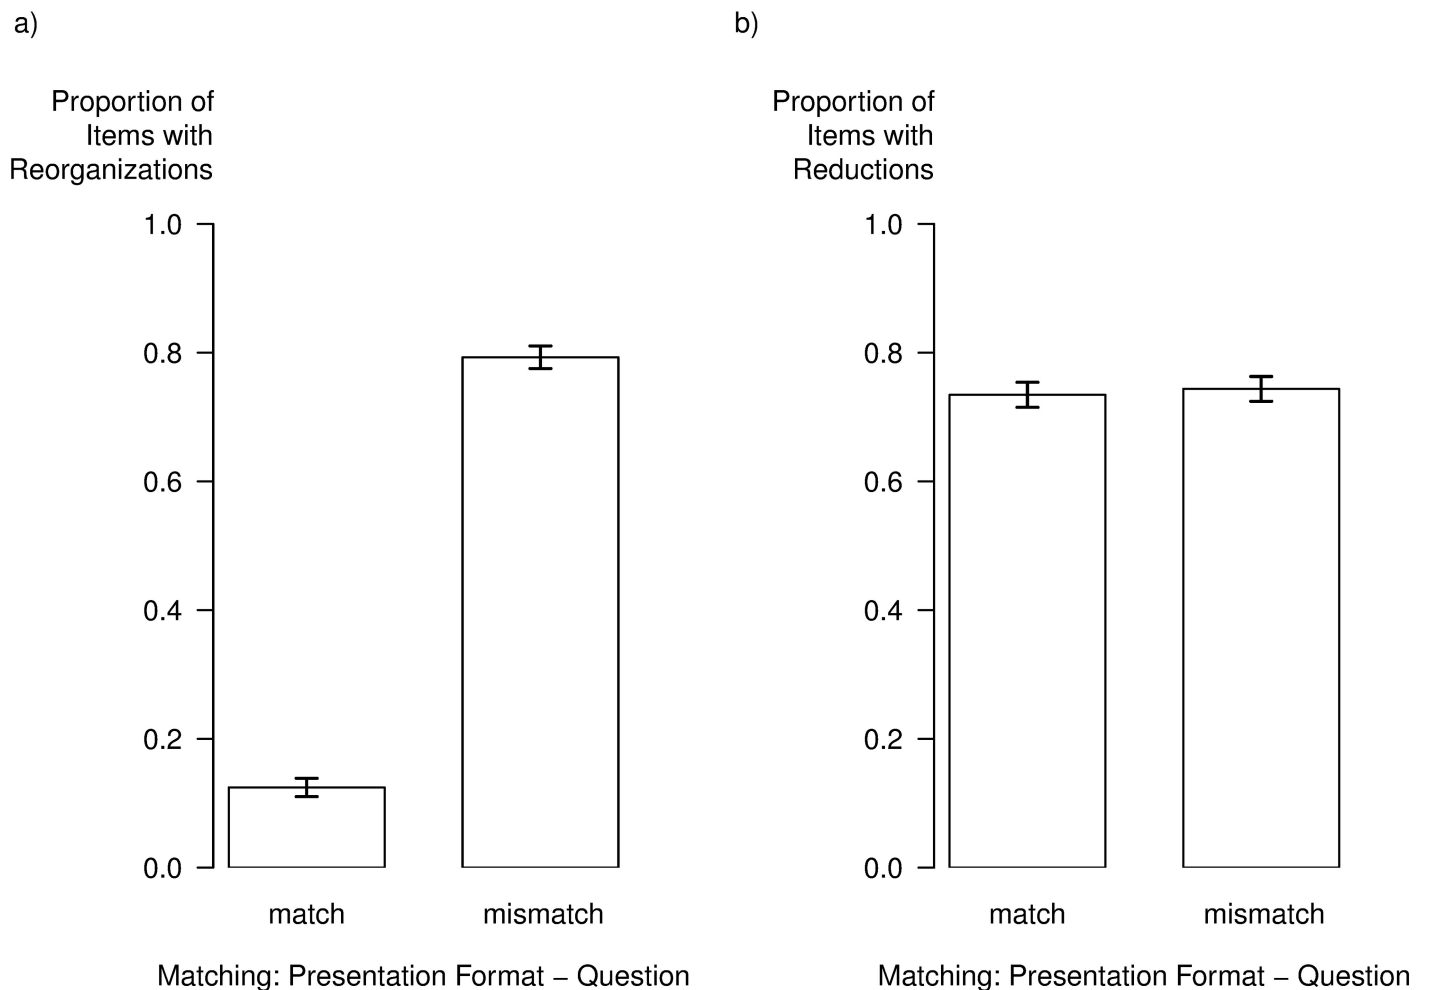 a)
Proportion of
Items with
Reorganizations
1.0
0.8
0.6
0.4
0.2
0.0
match mismatch
Matching: Presentation Format – Question
b)
Proportion of
Items with
Reductions
1.0
0.8
0.6
0.4
0.2
0.0
match mismatch
Matching: Presentation Format – Question